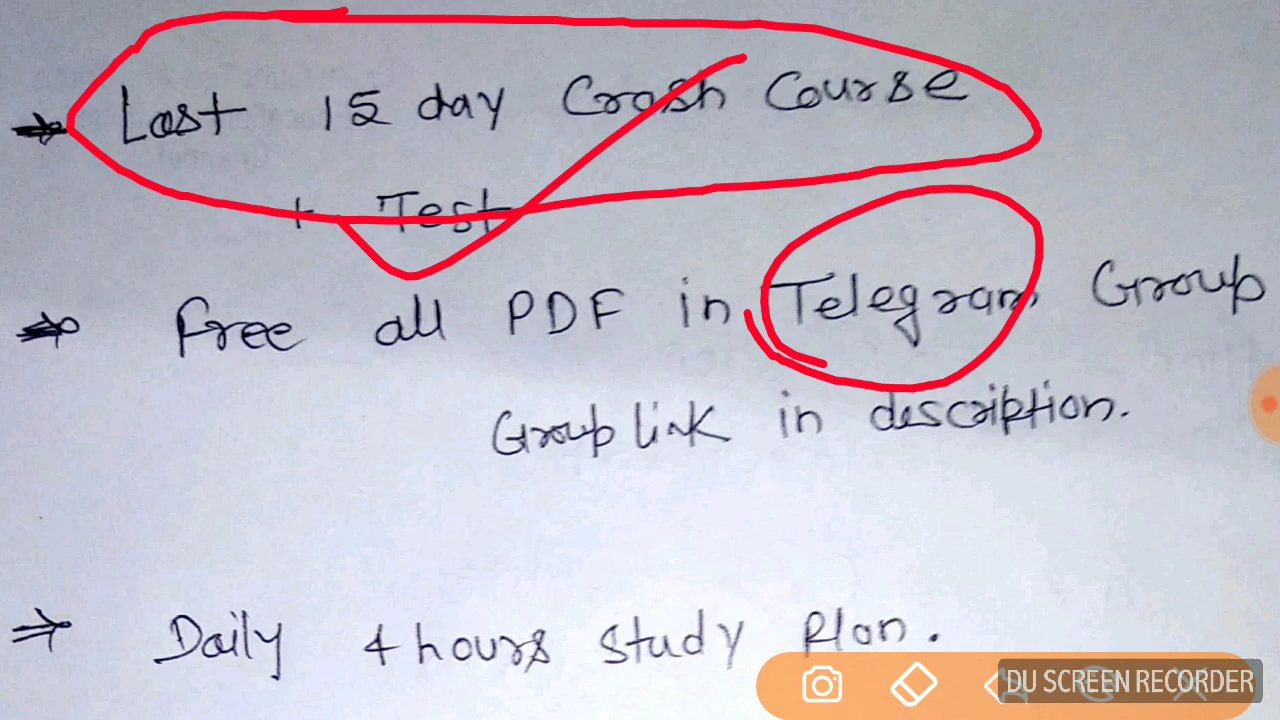 ⇒ Last 15 day Crash Course
+ Test
⇒ Free all PDF in Telegram Group
Group link in description.
⇒ Daily 4 hours study Plan.
DU SCREEN RECORDER